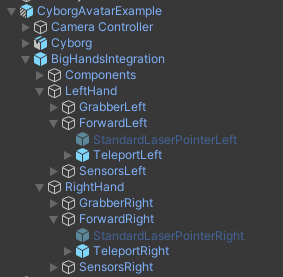 CyborgAvatarExample
Camera Controller
Cyborg
BigHandsIntegration
Components
LeftHand
GrabberLeft
ForwardLeft
StandardLaserPointerLeft
TeleportLeft
SensorsLeft
RightHand
GrabberRight
ForwardRight
StandardLaserPointerRight
TeleportRight
SensorsRight